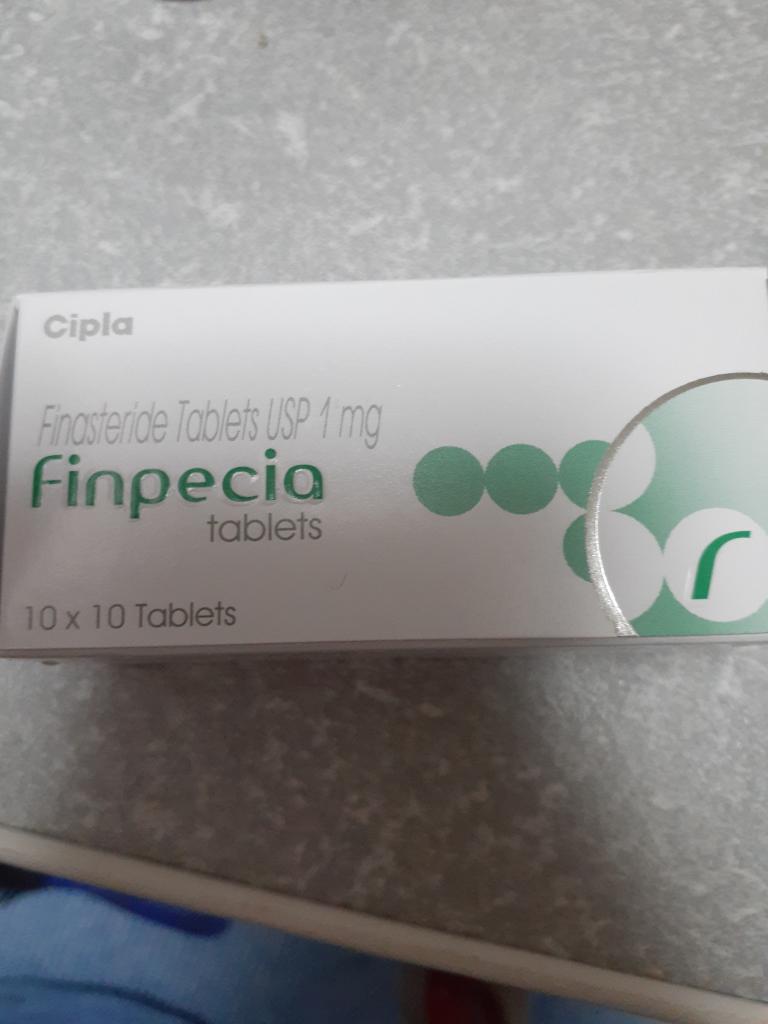 Cipla
Finasteride Tablets USP 1 mg
Finpecia
tablets
10 x 10 Tablets